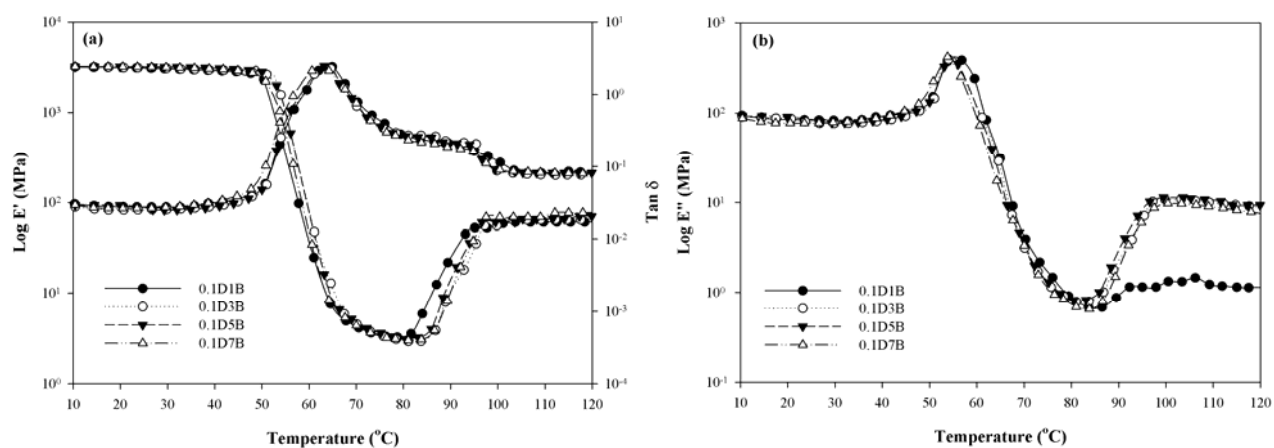 (a)
Log E' (MPa)
10⁴
10³
10²
10¹
10⁰
Tan δ
10¹
10⁰
10⁻¹
10⁻²
10⁻³
10⁻⁴
0.1D1B
0.1D3B
0.1D5B
0.1D7B
10 20 30 40 50 60 70 80 90 100 110 120
Temperature (°C)
(b)
Log E" (MPa)
10³
10²
10¹
10⁰
10⁻¹
0.1D1B
0.1D3B
0.1D5B
0.1D7B
10 20 30 40 50 60 70 80 90 100 110 120
Temperature (°C)